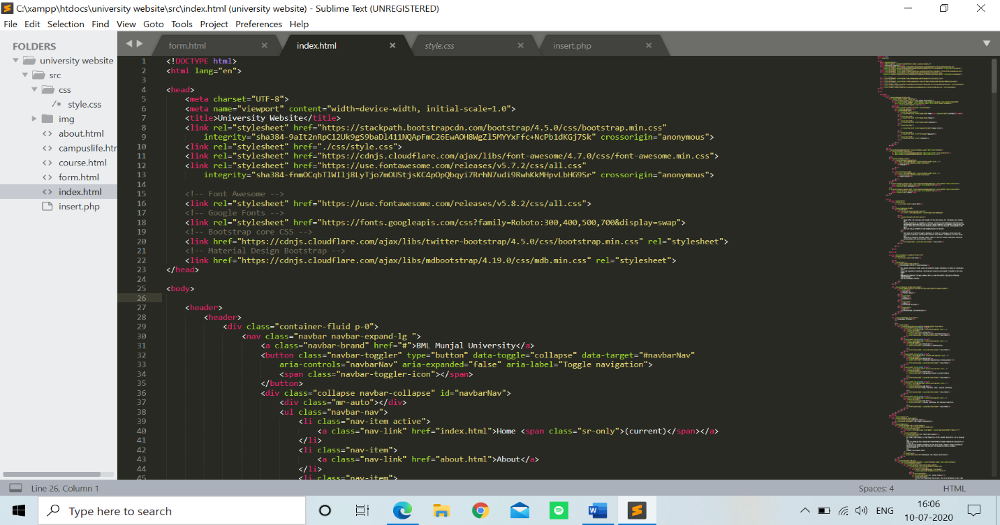 C:\xampp\htdocs\university website\src\index.html (university website) - Sublime Text (UNREGISTERED)
File Edit Selection Find View Goto Tools Project Preferences Help
FOLDERS
university website
src
css
/* style.css
img
<> about.html
<> campuslife.htm
<> course.html
<> form.html
<> index.html
insert.php
form.html × index.html × style.css × insert.php ×
1 <!DOCTYPE html>
2 <html lang="en">
3
4 <head>
5 <meta charset="UTF-8">
6 <meta name="viewport" content="width=device-width, initial-scale=1.0">
7 <title>University Website</title>
8 <link rel="stylesheet" href="https://stackpath.bootstrapcdn.com/bootstrap/4.5.0/css/bootstrap.min.css"
9 integrity="sha384-9aIt2nRpC12Uk9gS9baDl411NQApFmC26EwAOH8WgZl5MYYxFfc+NcPb1dKGj7Sk" crossorigin="anonymous">
10 <link rel="stylesheet" href="./css/style.css">
11 <link rel="stylesheet" href="https://cdnjs.cloudflare.com/ajax/libs/font-awesome/4.7.0/css/font-awesome.min.css">
12 <link rel="stylesheet" href="https://use.fontawesome.com/releases/v5.7.2/css/all.css"
13 integrity="sha384-fnmOCqbTlWIlj8LyTjo7mOUStjsKC4pOpQbqyi7RrhN7udi9RwhKkMHpvLbHG9Sr" crossorigin="anonymous">
14
15 <!-- Font Awesome -->
16 <link rel="stylesheet" href="https://use.fontawesome.com/releases/v5.8.2/css/all.css">
17 <!-- Google Fonts -->
18 <link rel="stylesheet" href="https://fonts.googleapis.com/css?family=Roboto:300,400,500,700&display=swap">
19 <!-- Bootstrap core CSS -->
20 <link href="https://cdnjs.cloudflare.com/ajax/libs/twitter-bootstrap/4.5.0/css/bootstrap.min.css" rel="stylesheet">
21 <!-- Material Design Bootstrap -->
22 <link href="https://cdnjs.cloudflare.com/ajax/libs/mdbootstrap/4.19.0/css/mdb.min.css" rel="stylesheet">
23 </head>
24
25 <body>
26
27 <header>
28 <header>
29 <div class="container-fluid p-0">
30 <nav class="navbar navbar-expand-lg ">
31 <a class="navbar-brand" href="#">BML Munjal University</a>
32 <button class="navbar-toggler" type="button" data-toggle="collapse" data-target="#navbarNav"
33 aria-controls="navbarNav" aria-expanded="false" aria-label="Toggle navigation">
34 <span class="navbar-toggler-icon"></span>
35 </button>
36 <div class="collapse navbar-collapse" id="navbarNav">
37 <div class="mr-auto"></div>
38 <ul class="navbar-nav">
39 <li class="nav-item active">
40 <a class="nav-link" href="index.html">Home <span class="sr-only">(current)</span></a>
41 </li>
42 <li class="nav-item">
43 <a class="nav-link" href="about.html">About</a>
44 </li>
45 <li class="nav-item">
Line 26, Column 1 Spaces: 4 HTML
Type here to search
ENG
16:06
10-07-2020